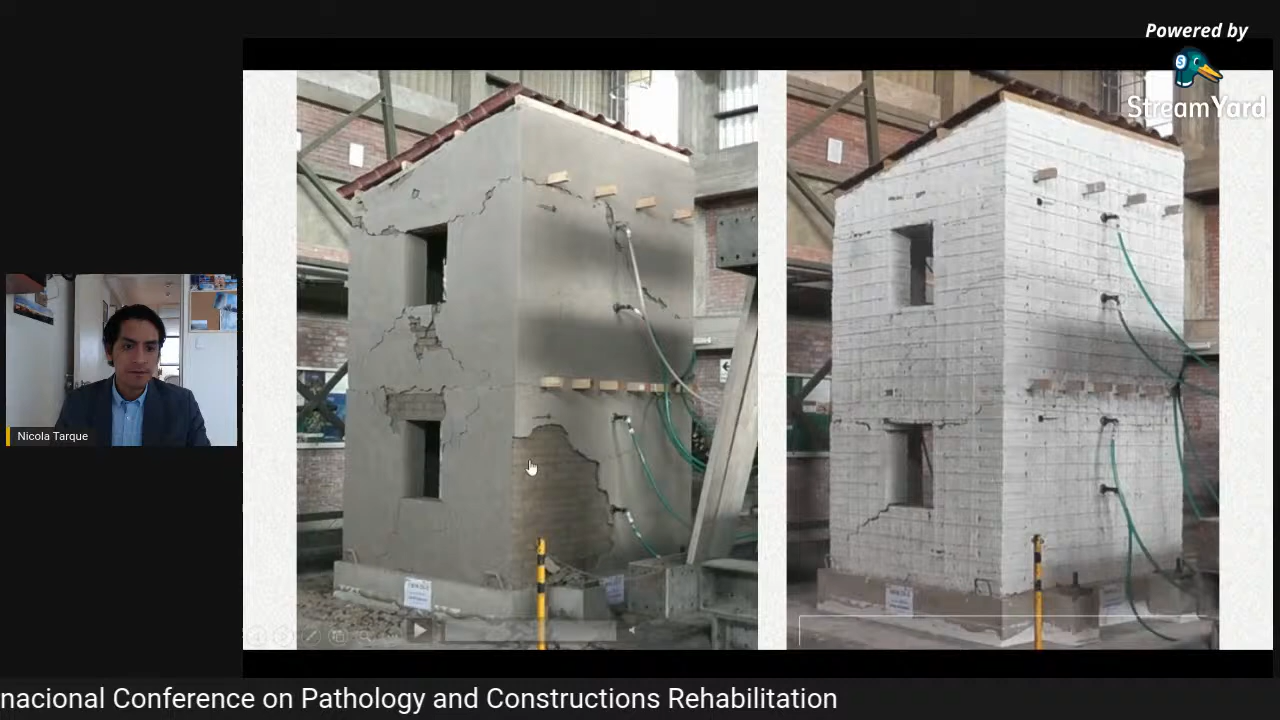 Powered by
StreamYard
Nicola Tarque
nacional Conference on Pathology and Constructions Rehabilitation